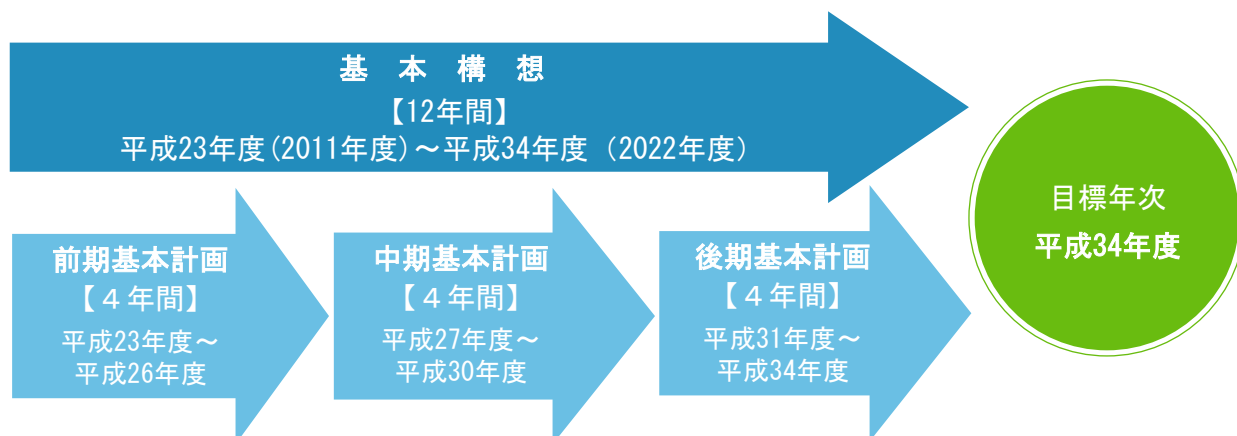 基　本　構　想
【12年間】
平成23年度(2011年度)～平成34年度（2022年度）
前期基本計画
【４年間】
平成23年度～
平成26年度
中期基本計画
【４年間】
平成27年度～
平成30年度
後期基本計画
【４年間】
平成31年度～
平成34年度
目標年次
平成34年度